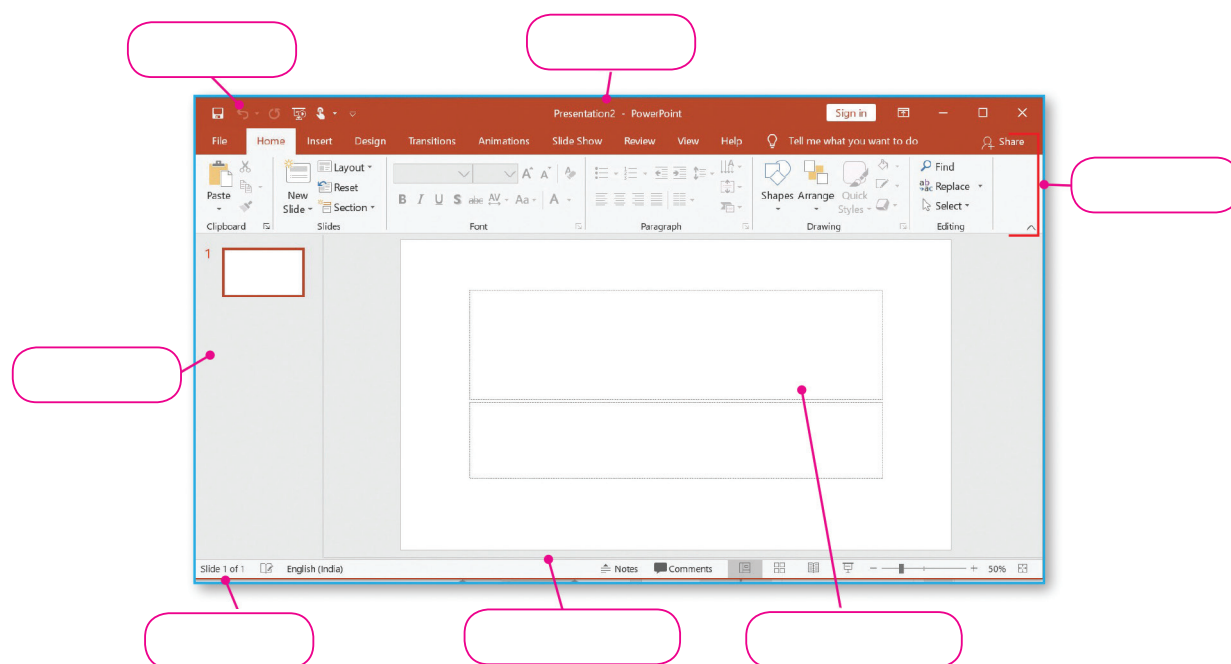 Presentation2 - PowerPoint
Sign in
File Home Insert Design Transitions Animations Slide Show Review View Help Tell me what you want to do Share
Paste
New Slide
Layout
Reset
Section
B I U S abc AV Aa A
A A
Shapes Arrange Quick Styles
Find
Replace
Select
Clipboard Slides Font Paragraph Drawing Editing
1
Slide 1 of 1 English (India) Notes Comments 50%